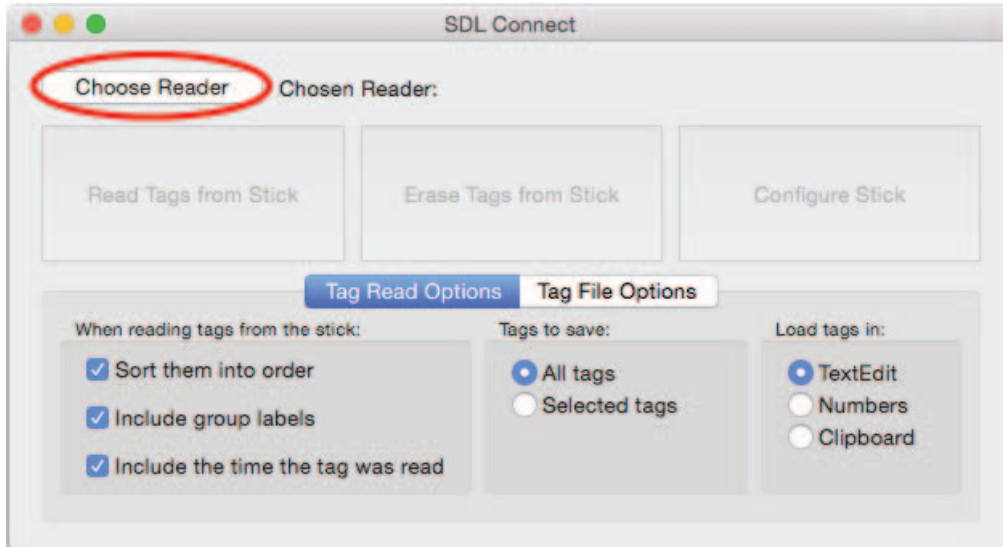 SDL Connect
Choose Reader Chosen Reader:
Read Tags from Stick Erase Tags from Stick Configure Stick
Tag Read Options Tag File Options
When reading tags from the stick: Tags to save: Load tags in:
Sort them into order All tags TextEdit
Include group labels Selected tags Numbers
Include the time the tag was read Clipboard